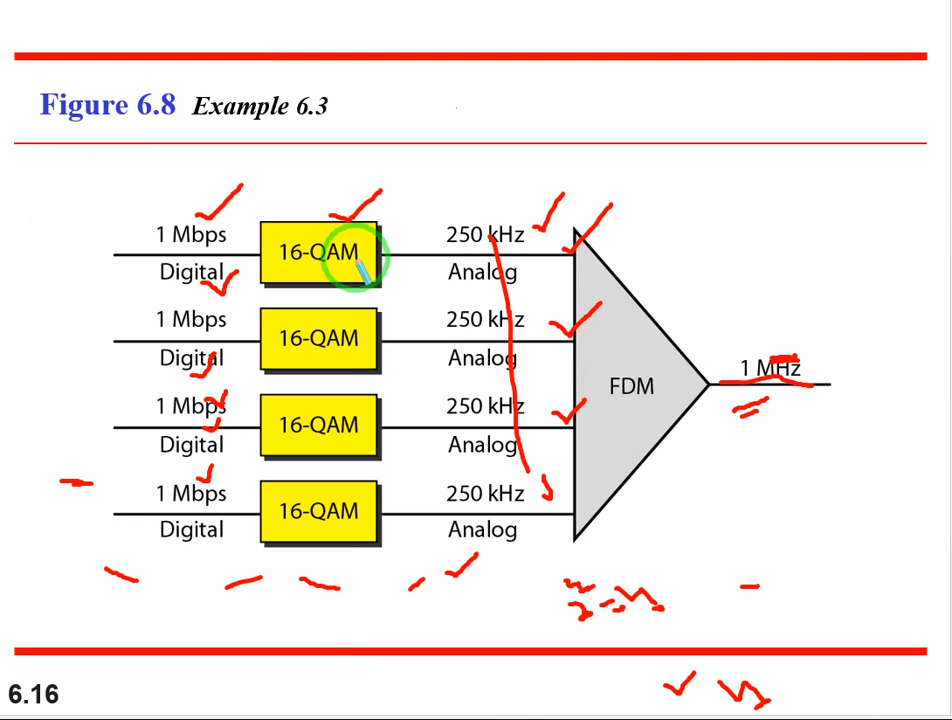 Figure 6.8 Example 6.3
1 Mbps 16-QAM 250 kHz
Digital Analog
1 Mbps 16-QAM 250 kHz
Digital Analog
FDM 1 MHz
1 Mbps 16-QAM 250 kHz
Digital Analog
1 Mbps 16-QAM 250 kHz
Digital Analog
6.16